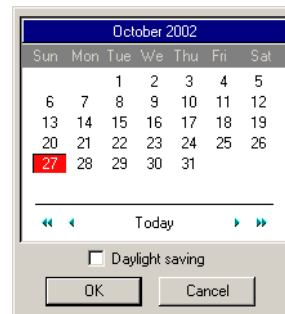 October 2002
Sun Mon Tue We Thu Fri Sat
1 2 3 4 5
6 7 8 9 10 11 12
13 14 15 16 17 18 19
20 21 22 23 24 25 26
27 28 29 30 31
Today
Daylight saving
OK Cancel